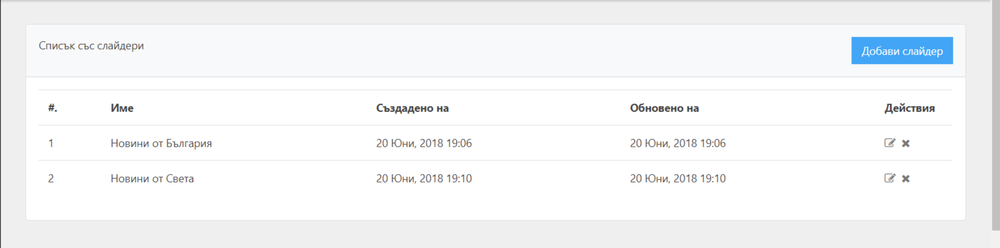 Списък със слайдери
Добави слайдер
#. Име Създадено на Обновено на Действия
1 Новини от България 20 Юни, 2018 19:06 20 Юни, 2018 19:06
2 Новини от Света 20 Юни, 2018 19:10 20 Юни, 2018 19:10